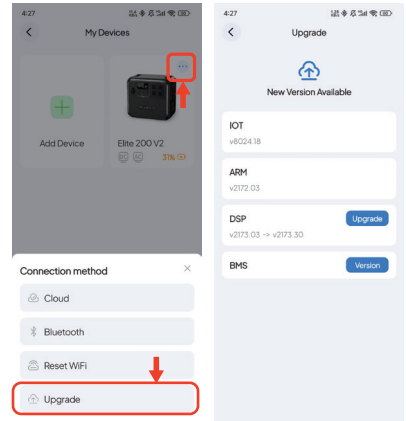 4:27
My Devices
Add Device
Elite 200 V2
31%
Connection method
Cloud
Bluetooth
Reset WiFi
Upgrade
4:27
Upgrade
New Version Available
IOT
v8024.18
ARM
v2172.03
DSP
Upgrade
v2173.03 -> v2173.30
BMS
Version